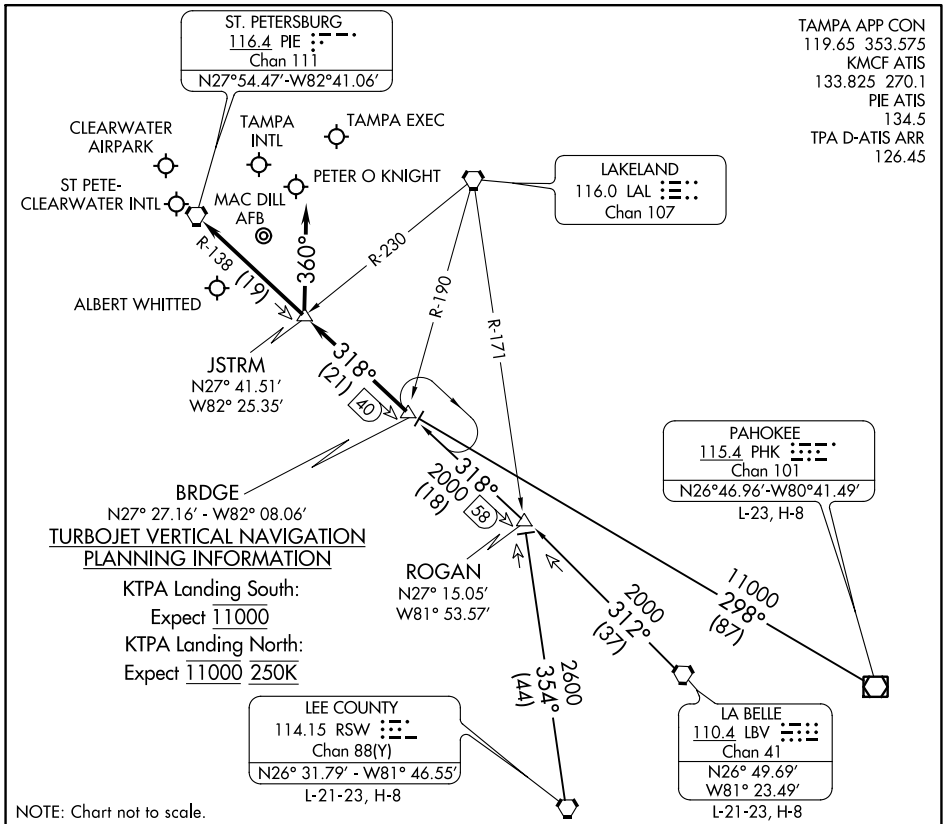 ST. PETERSBURG
116.4 PIE
Chan 111
N27°54.47'-W82°41.06'
TAMPA APP CON
119.65 353.575
KMCF ATIS
133.825 270.1
PIE ATIS
134.5
TPA D-ATIS ARR
126.45
CLEARWATER
AIRPARK
TAMPA
INTL
TAMPA EXEC
ST PETE-
CLEARWATER INTL
MAC DILL
AFB
PETER O KNIGHT
LAKELAND
116.0 LAL
Chan 107
ALBERT WHITTED
R-138
(19)
360°
R-230
R-190
R-171
JSTRM
N27° 41.51'
W82° 25.35'
318°
(21)
40
BRDGE
N27° 27.16' - W82° 08.06'
318°
2000
(18)
58
PAHOKEE
115.4 PHK
Chan 101
N26°46.96'-W80°41.49'
L-23, H-8
TURBOJET VERTICAL NAVIGATION
PLANNING INFORMATION
KTPA Landing South:
Expect 11000
KTPA Landing North:
Expect 11000 250K
ROGAN
N27° 15.05'
W81° 53.57'
11000
298°
(87)
2000
312°
(37)
2600
354°
(44)
LEE COUNTY
114.15 RSW
Chan 88(Y)
N26° 31.79' - W81° 46.55'
L-21-23, H-8
LA BELLE
110.4 LBV
Chan 41
N26° 49.69'
W81° 23.49'
L-21-23, H-8
NOTE: Chart not to scale.